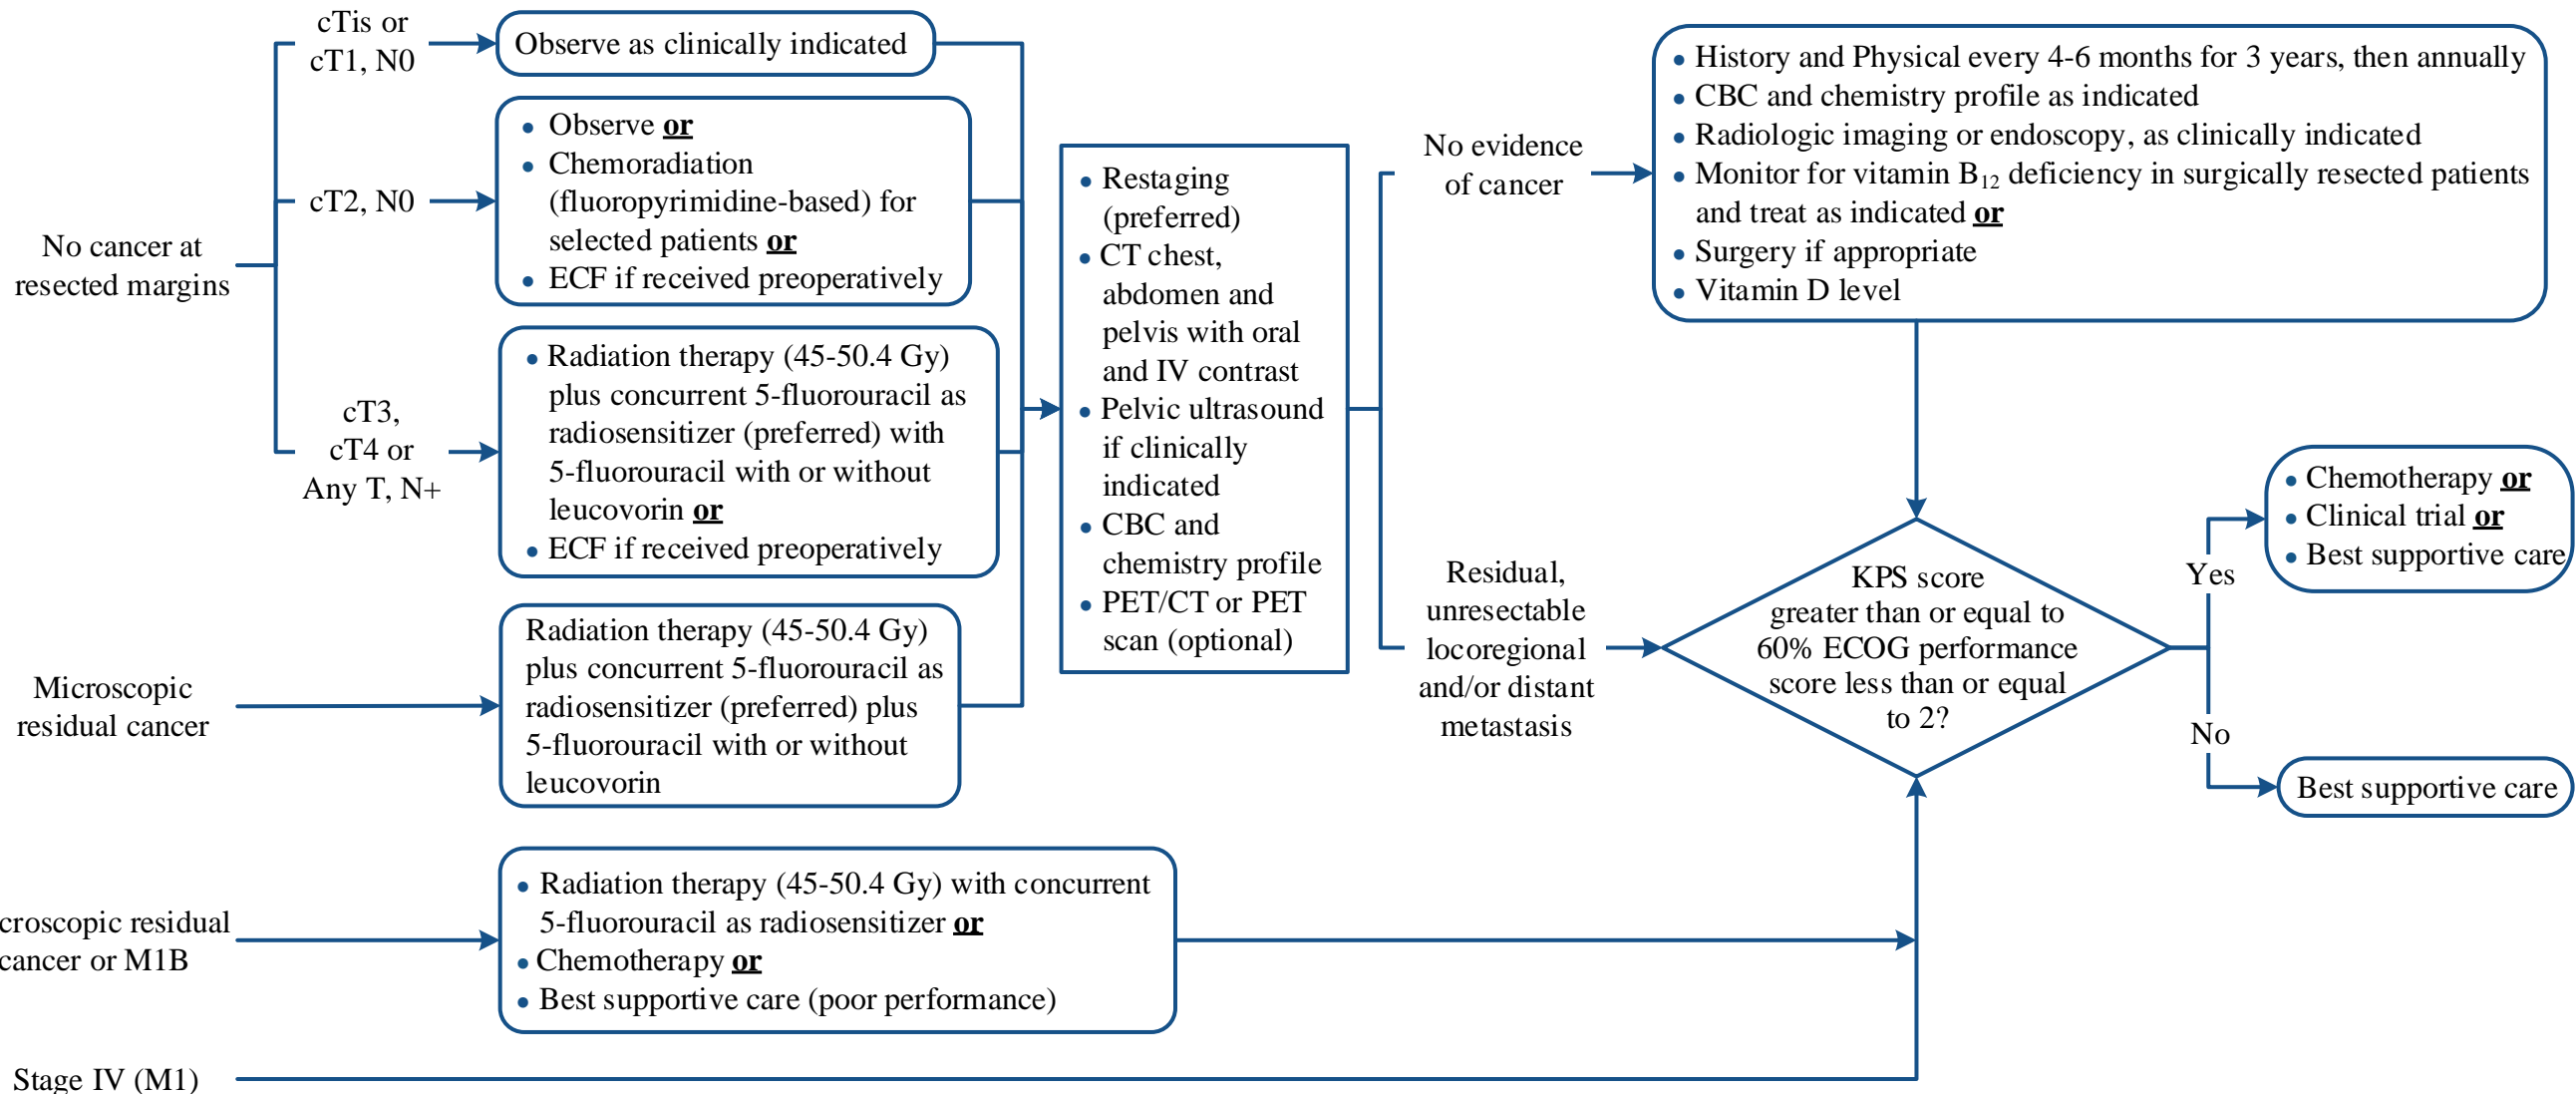 cTis or
cT1, N0
Observe as clinically indicated
No cancer at
resected margins
cT2, N0
• Observe or
• Chemoradiation
(fluoropyrimidine-based) for
selected patients or
• ECF if received preoperatively
cT3,
cT4 or
Any T, N+
• Radiation therapy (45-50.4 Gy)
plus concurrent 5-fluorouracil as
radiosensitizer (preferred) with
5-fluorouracil with or without
leucovorin or
• ECF if received preoperatively
Microscopic
residual cancer
Radiation therapy (45-50.4 Gy)
plus concurrent 5-fluorouracil as
radiosensitizer (preferred) plus
5-fluorouracil with or without
leucovorin
croscopic residual
cancer or M1B
• Radiation therapy (45-50.4 Gy) with concurrent
5-fluorouracil as radiosensitizer or
• Chemotherapy or
• Best supportive care (poor performance)
Stage IV (M1)
• Restaging
(preferred)
• CT chest,
abdomen and
pelvis with oral
and IV contrast
• Pelvic ultrasound
if clinically
indicated
• CBC and
chemistry profile
• PET/CT or PET
scan (optional)
No evidence
of cancer
• History and Physical every 4-6 months for 3 years, then annually
• CBC and chemistry profile as indicated
• Radiologic imaging or endoscopy, as clinically indicated
• Monitor for vitamin B12 deficiency in surgically resected patients
and treat as indicated or
• Surgery if appropriate
• Vitamin D level
Residual,
unresectable
locoregional
and/or distant
metastasis
KPS score
greater than or equal to
60% ECOG performance
score less than or equal
to 2?
Yes
• Chemotherapy or
• Clinical trial or
• Best supportive care
No
Best supportive care